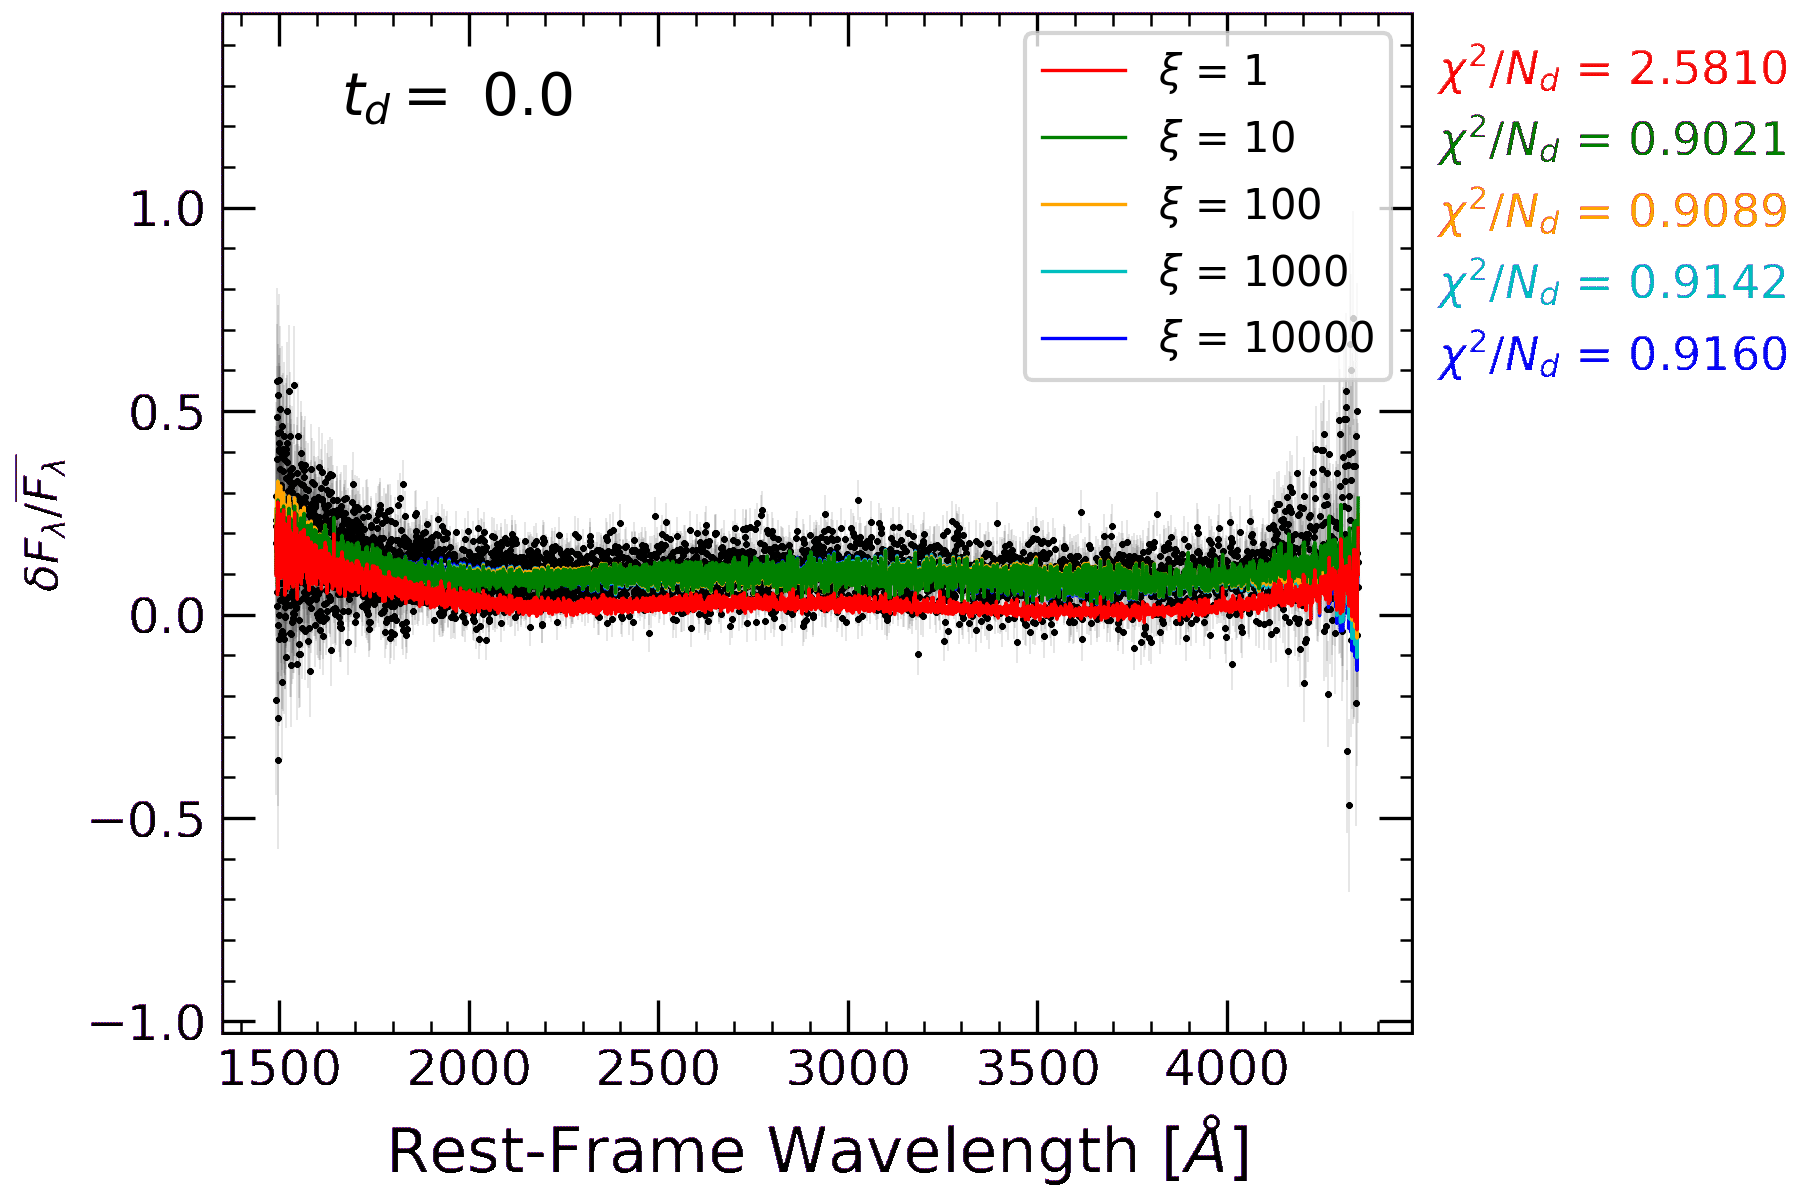 t_d = 0.0
ξ = 1
ξ = 10
ξ = 100
ξ = 1000
ξ = 10000
χ²/N_d = 2.5810
χ²/N_d = 0.9021
χ²/N_d = 0.9089
χ²/N_d = 0.9142
χ²/N_d = 0.9160
1.0
0.5
0.0
−0.5
−1.0
δF_λ/F̅_λ
1500 2000 2500 3000 3500 4000
Rest-Frame Wavelength [Å]